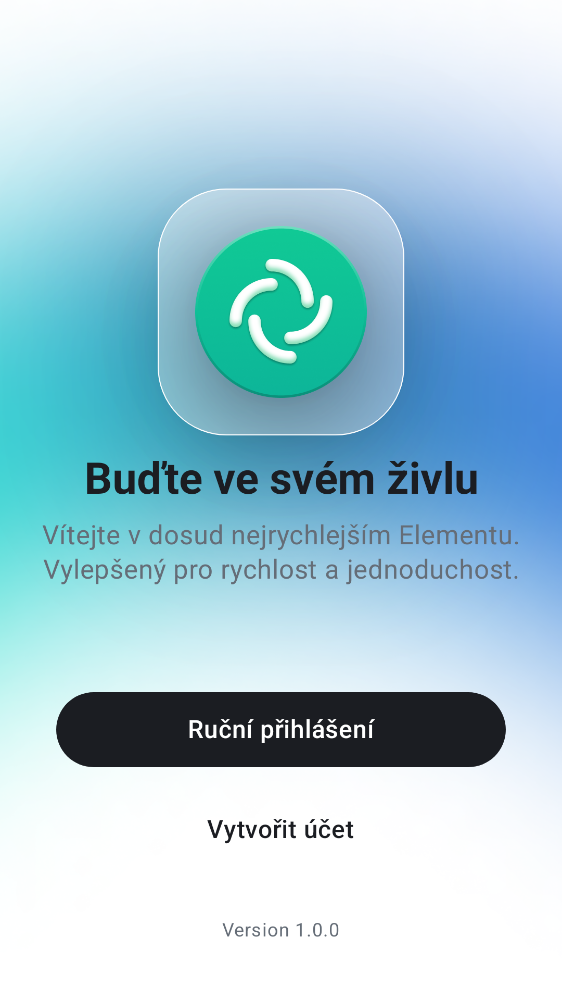 Buďte ve svém živlu
Vítejte v dosud nejrychlejším Elementu.
Vylepšený pro rychlost a jednoduchost.
Ruční přihlášení
Vytvořit účet
Version 1.0.0